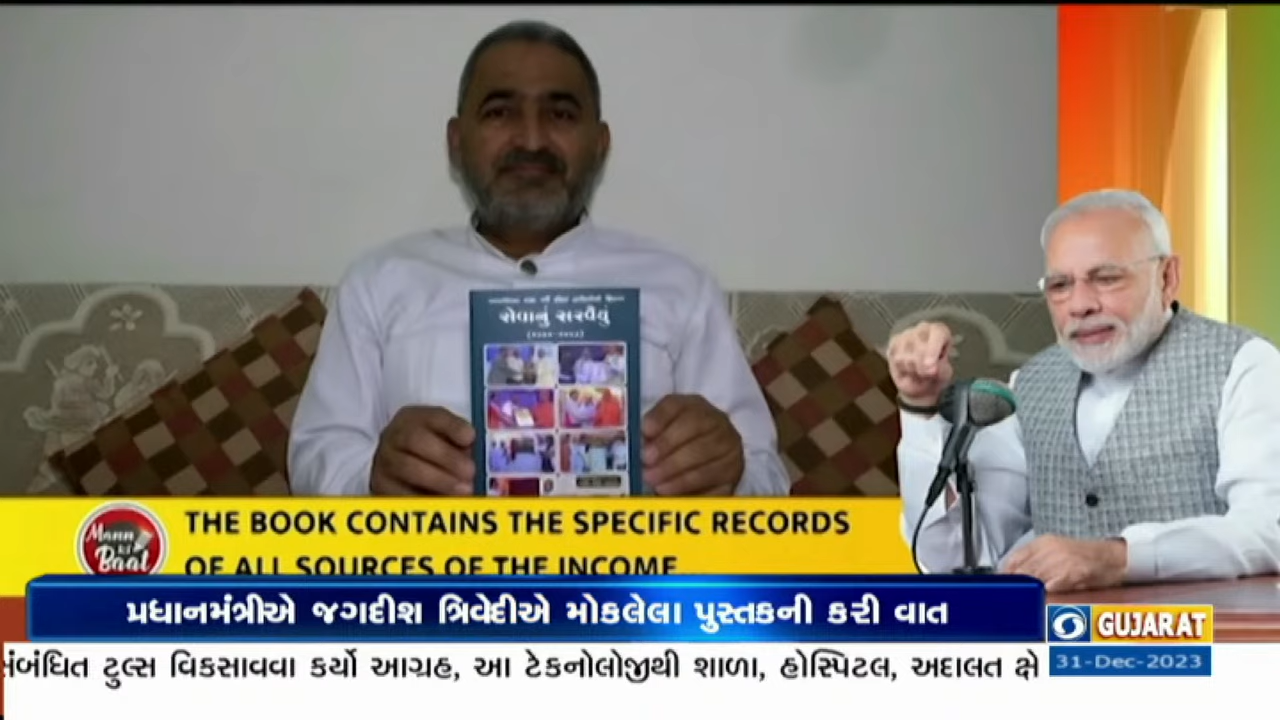 સેવાનું સરવૈયું
Mann
ki
Baat
THE BOOK CONTAINS THE SPECIFIC RECORDS
OF ALL SOURCES OF THE INCOME
પ્રધાનમંત્રીએ જગદીશ ત્રિવેદીએ મોકલેલા પુસ્તકની કરી વાત
GUJARAT
સંબંધિત ટુલ્સ વિકસાવવા કર્યો આગ્રહ, આ ટેકનોલોજીથી શાળા, હોસ્પિટલ, અદાલત ક્ષે
31-Dec-2023